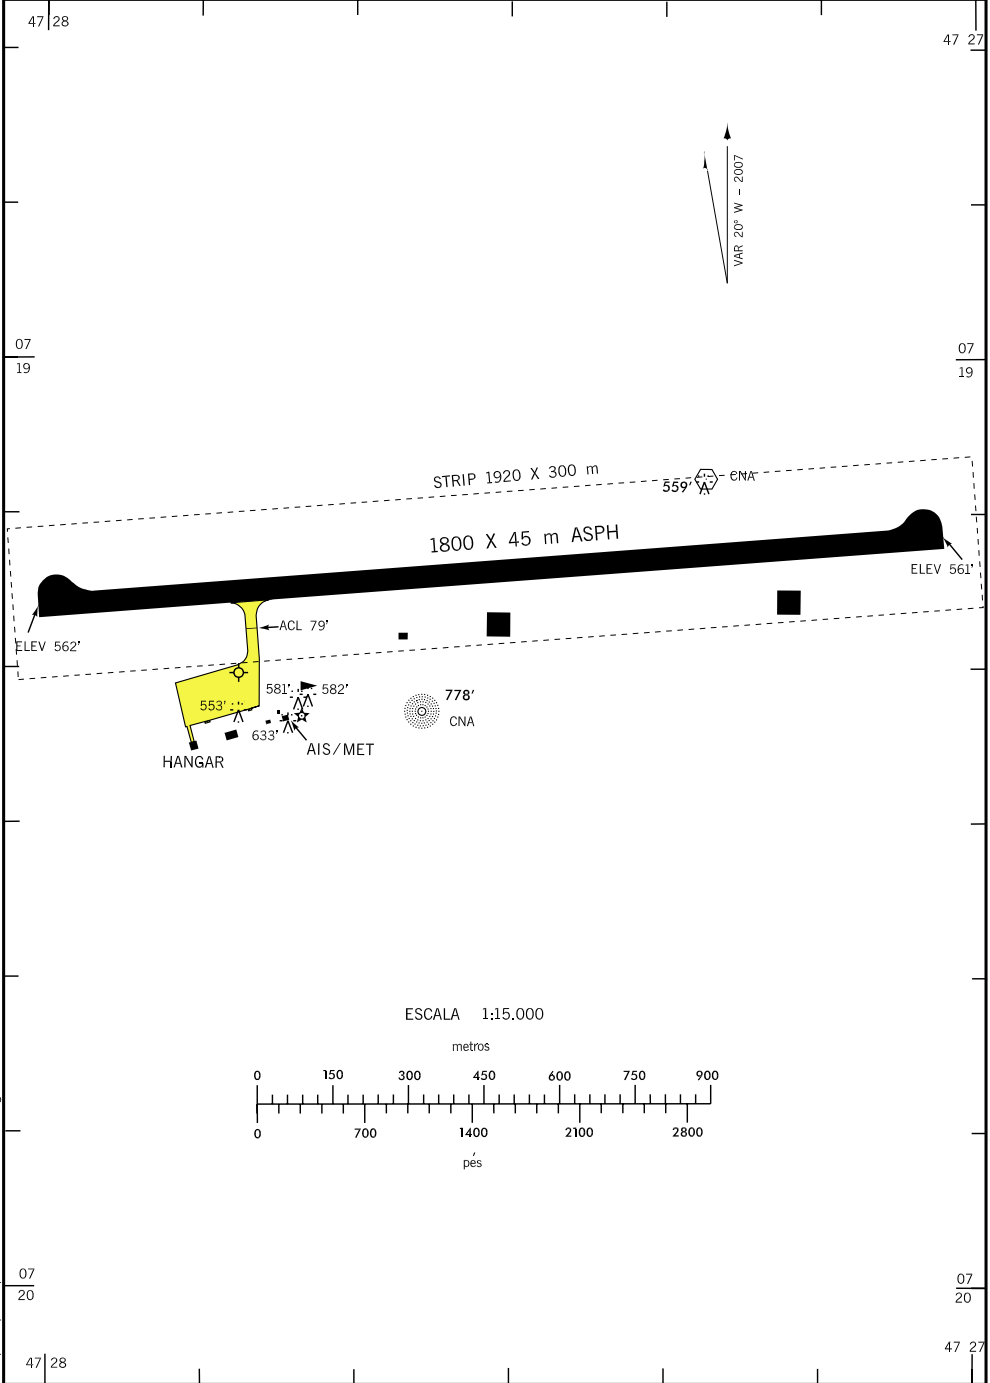 47 28
47 27
VAR 20° W – 2007
07
19
07
19
STRIP 1920 X 300 m
CNA
559'
1800 X 45 m ASPH
ELEV 561'
ACL 79'
ELEV 562'
581'
582'
553'
778'
CNA
633'
AIS/MET
HANGAR
ESCALA 1:15.000
metros
0 150 300 450 600 750 900
0 700 1400 2100 2800
pés
07
20
07
20
47 28
47 27